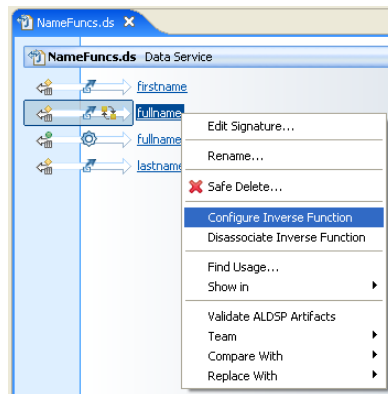 NameFuncs.ds
NameFuncs.ds Data Service
firstname
fullname
fullname
lastname
Edit Signature...
Rename...
Safe Delete...
Configure Inverse Function
Disassociate Inverse Function
Find Usage...
Show in
Validate ALDSP Artifacts
Team
Compare With
Replace With